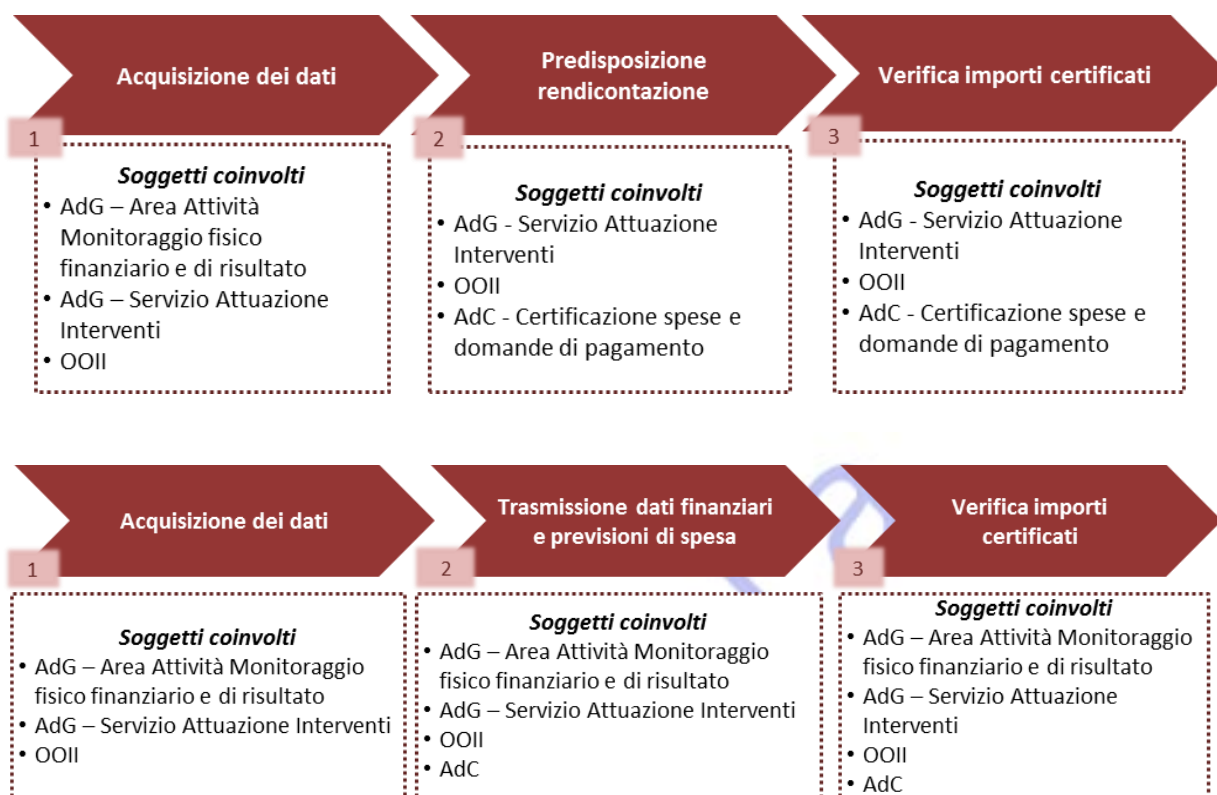 Acquisizione dei dati
1
Soggetti coinvolti
• AdG – Area Attività
Monitoraggio fisico
finanziario e di risultato
• AdG – Servizio Attuazione
Interventi
• OOII
Predisposizione
rendicontazione
2
Soggetti coinvolti
• AdG - Servizio Attuazione
Interventi
• OOII
• AdC - Certificazione spese e
domande di pagamento
Verifica importi certificati
3
Soggetti coinvolti
• AdG - Servizio Attuazione
Interventi
• OOII
• AdC - Certificazione spese e
domande di pagamento
Acquisizione dei dati
1
Soggetti coinvolti
• AdG – Area Attività Monitoraggio
fisico finanziario e di risultato
• AdG – Servizio Attuazione Interventi
• OOII
Trasmissione dati finanziari
e previsioni di spesa
2
Soggetti coinvolti
• AdG – Area Attività Monitoraggio
fisico finanziario e di risultato
• AdG – Servizio Attuazione Interventi
• OOII
• AdC
Verifica importi
certificati
3
Soggetti coinvolti
• AdG – Area Attività Monitoraggio
fisico finanziario e di risultato
• AdG – Servizio Attuazione
Interventi
• OOII
• AdC